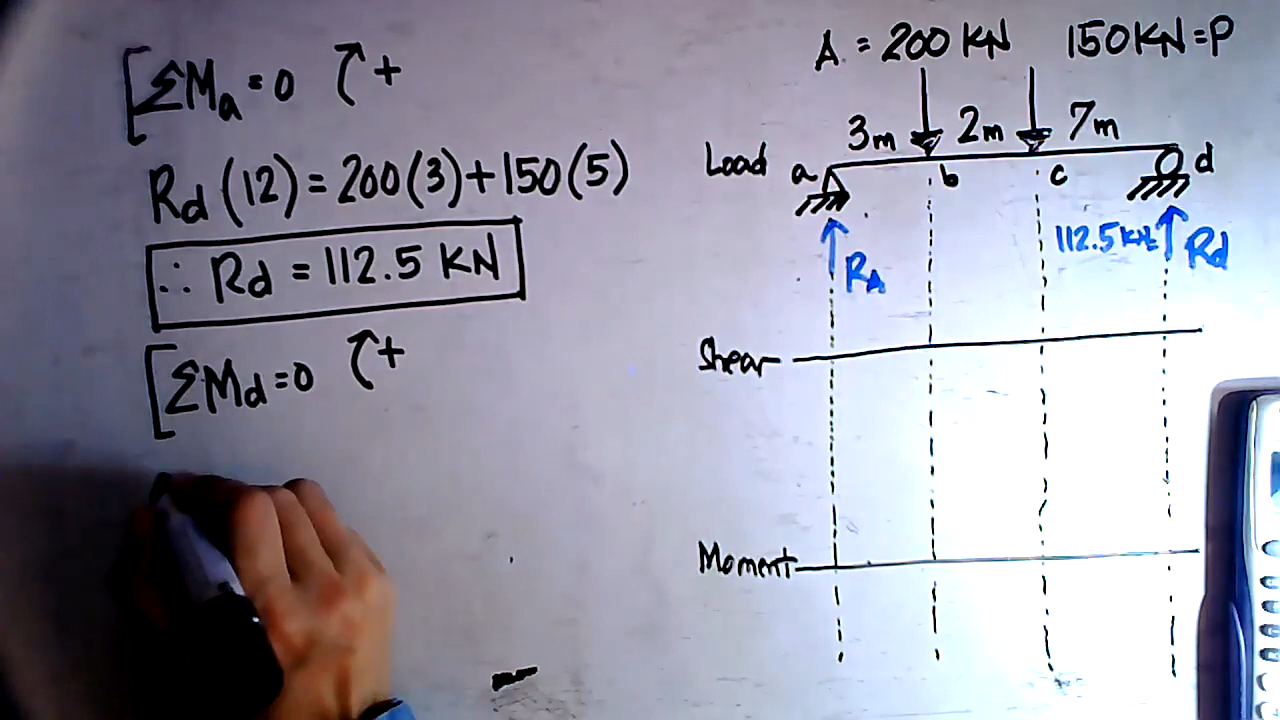 [ΣMa = 0 +
Rd (12) = 200 (3) + 150 (5)
∴ Rd = 112.5 KN
[ΣMd = 0 +
A = 200 KN 150 KN = P
3m 2m 7m
Load a b c d
RA 112.5 KN Rd
Shear
Moment